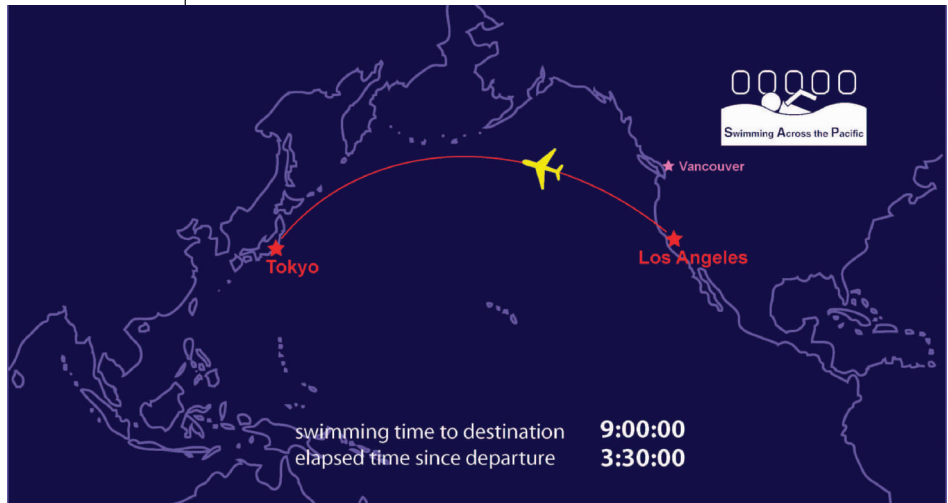 Swimming Across the Pacific
Vancouver
Los Angeles
Tokyo
swimming time to destination 9:00:00
elapsed time since departure 3:30:00